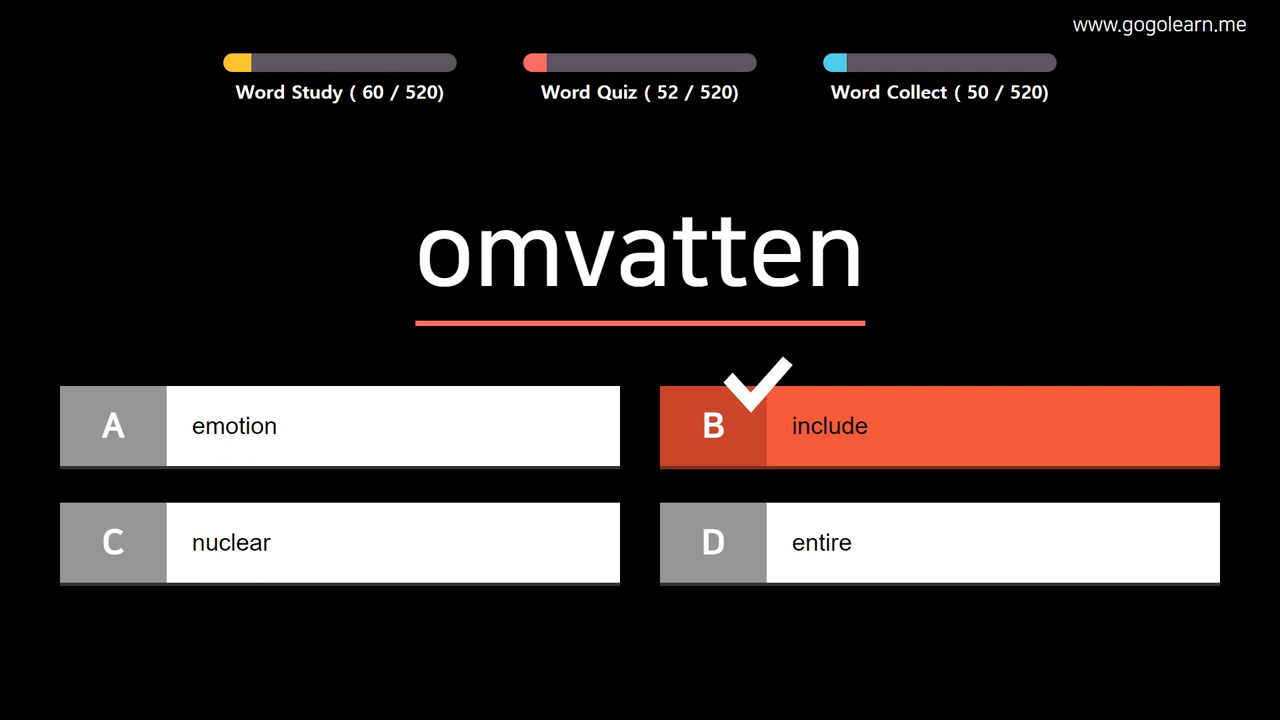 www.gogolearn.me
Word Study ( 60 / 520)
Word Quiz ( 52 / 520)
Word Collect ( 50 / 520)
omvatten
A emotion
B include
C nuclear
D entire